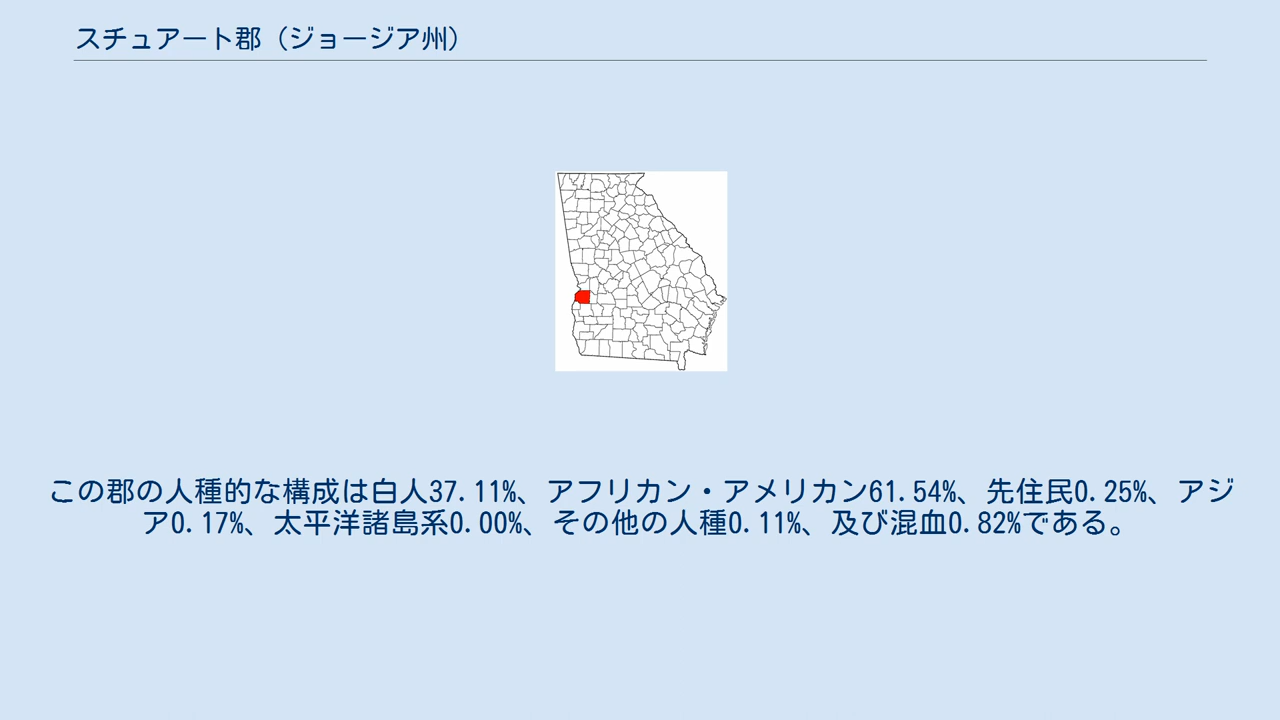 スチュアート郡（ジョージア州）
この郡の人種的な構成は白人37.11%、アフリカン・アメリカン61.54%、先住民0.25%、アジ
ア0.17%、太平洋諸島系0.00%、その他の人種0.11%、及び混血0.82%である。